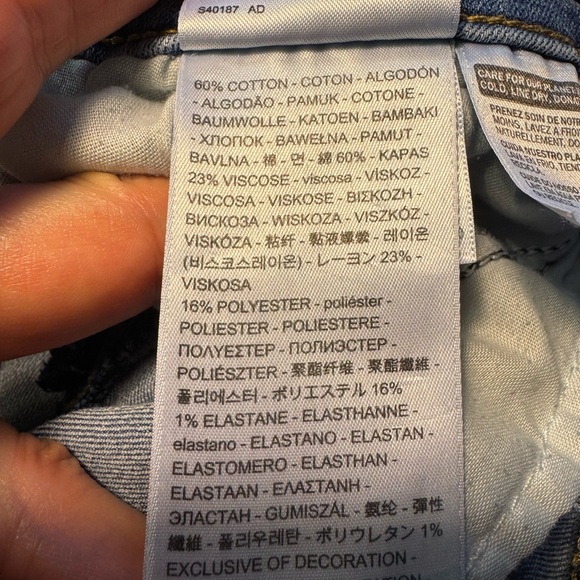 S40187 AD
60% COTTON - COTON - ALGODÓN
- ALGODÃO - PAMUK - COTONE -
BAUMWOLLE - KATOEN - BAMBAKI
- ХЛОПОК - BAWEŁNA - PAMUT -
BAVLNA - 棉 - 면 - 綿 60% - KAPAS
23% VISCOSE - viscosa - VÍSKOZ -
VISCOSA - VISKOSE - ΒΙΣΚΟΖΗ -
ВИСКОЗА - WISKOZA - VISZKÓZ -
VISKÓZA - 粘纤 - 黏液嫘縈 - 레이온
(비스코스레이온) - レーヨン 23% -
VISKOSA
16% POLYESTER - poliéster -
POLIESTER - POLIESTERE -
ΠΟΛΥΕΣΤΕΡ - ПОЛИЭСТЕР -
POLIÉSZTER - 聚酯纤维 - 聚酯纖維 -
폴리에스터 - ポリエステル 16%
1% ELASTANE - ELASTHANNE -
elastano - ELASTANO - ELASTAN -
ELASTOMERO - ELASTHAN -
ELASTAAN - ΕΛΑΣΤΑΝΗ -
ЭЛАСТАН - GUMISZÁL - 氨纶 - 彈性
纖維 - 폴리우레탄 - ポリウレタン 1%
EXCLUSIVE OF DECORATION -
CARE FOR OUR PLANET:
COLD, LINE DRY, DONA
PRENEZ SOIN DE NOTR
MOINS, LAVEZ À FROI
NATURELLEMENT, DO
CUIDA NUESTRO PLANE